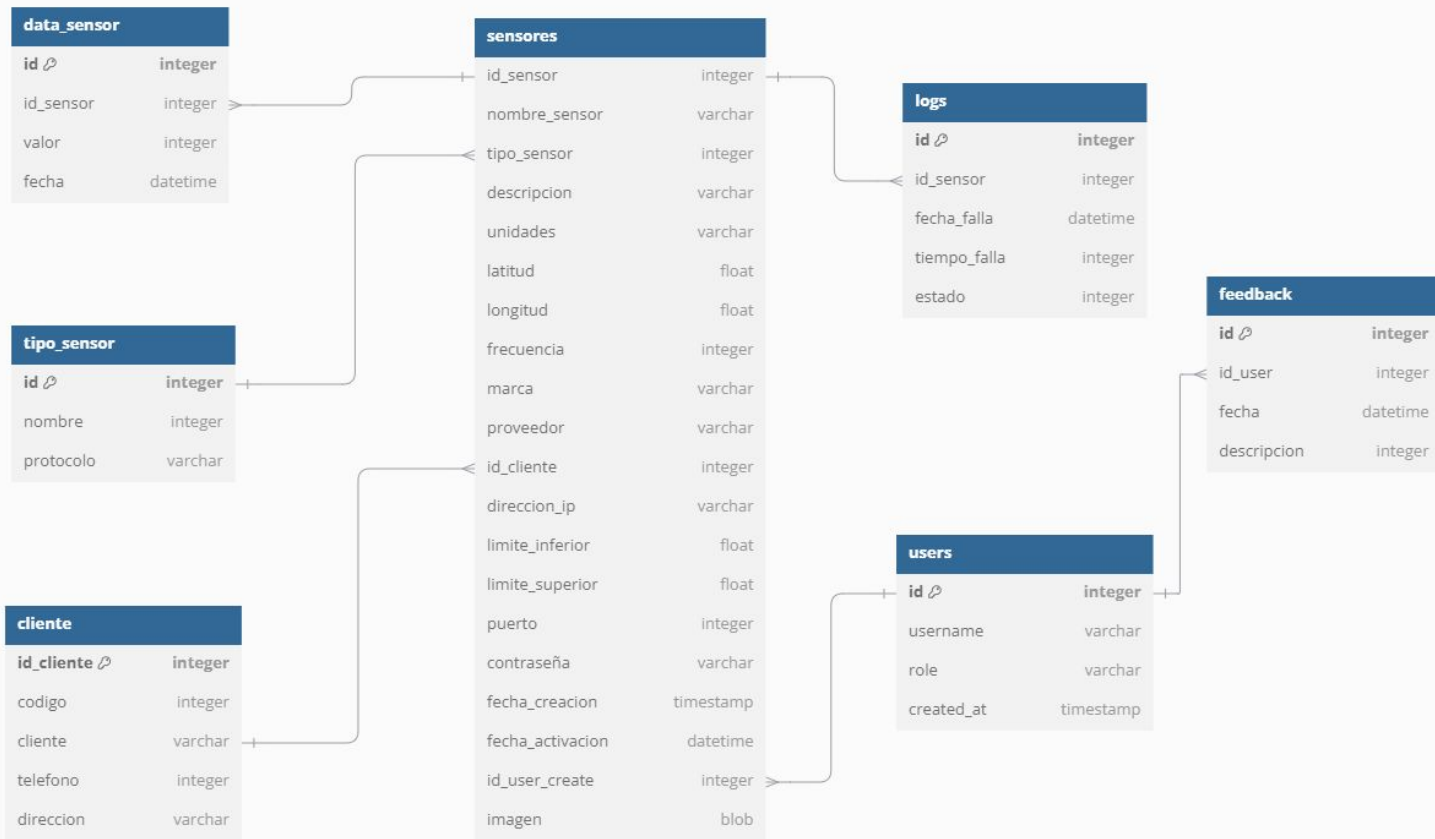 data_sensor
id integer
id_sensor integer
valor integer
fecha datetime
sensores
id_sensor integer
nombre_sensor varchar
tipo_sensor integer
descripcion varchar
unidades varchar
latitud float
longitud float
frecuencia integer
marca varchar
proveedor varchar
id_cliente integer
direccion_ip varchar
limite_inferior float
limite_superior float
puerto integer
contraseña varchar
fecha_creacion timestamp
fecha_activacion datetime
id_user_create integer
imagen blob
logs
id integer
id_sensor integer
fecha_falla datetime
tiempo_falla integer
estado integer
feedback
id integer
id_user integer
fecha datetime
descripcion integer
tipo_sensor
id integer
nombre integer
protocolo varchar
users
id integer
username varchar
role varchar
created_at timestamp
cliente
id_cliente integer
codigo integer
cliente varchar
telefono integer
direccion varchar